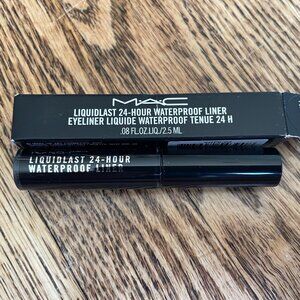 MAC
LIQUIDLAST 24-HOUR WATERPROOF LINER
EYELINER LIQUIDE WATERPROOF TENUE 24 H
.08 FL.OZ.LIQ./2.5 ML
LIQUIDLAST 24-HOUR
WATERPROOF LINER